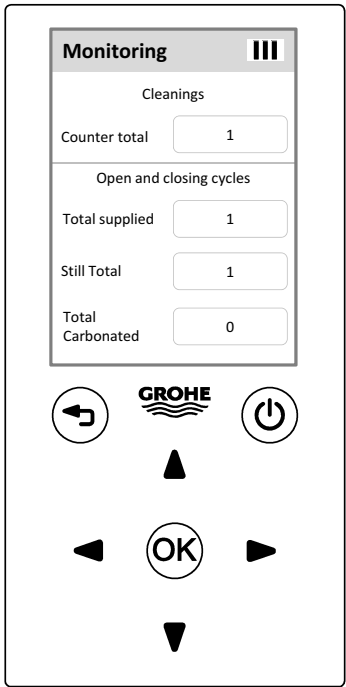 Monitoring
Cleanings
Counter total 1
Open and closing cycles
Total supplied 1
Still Total 1
Total
Carbonated 0
GROHE
OK